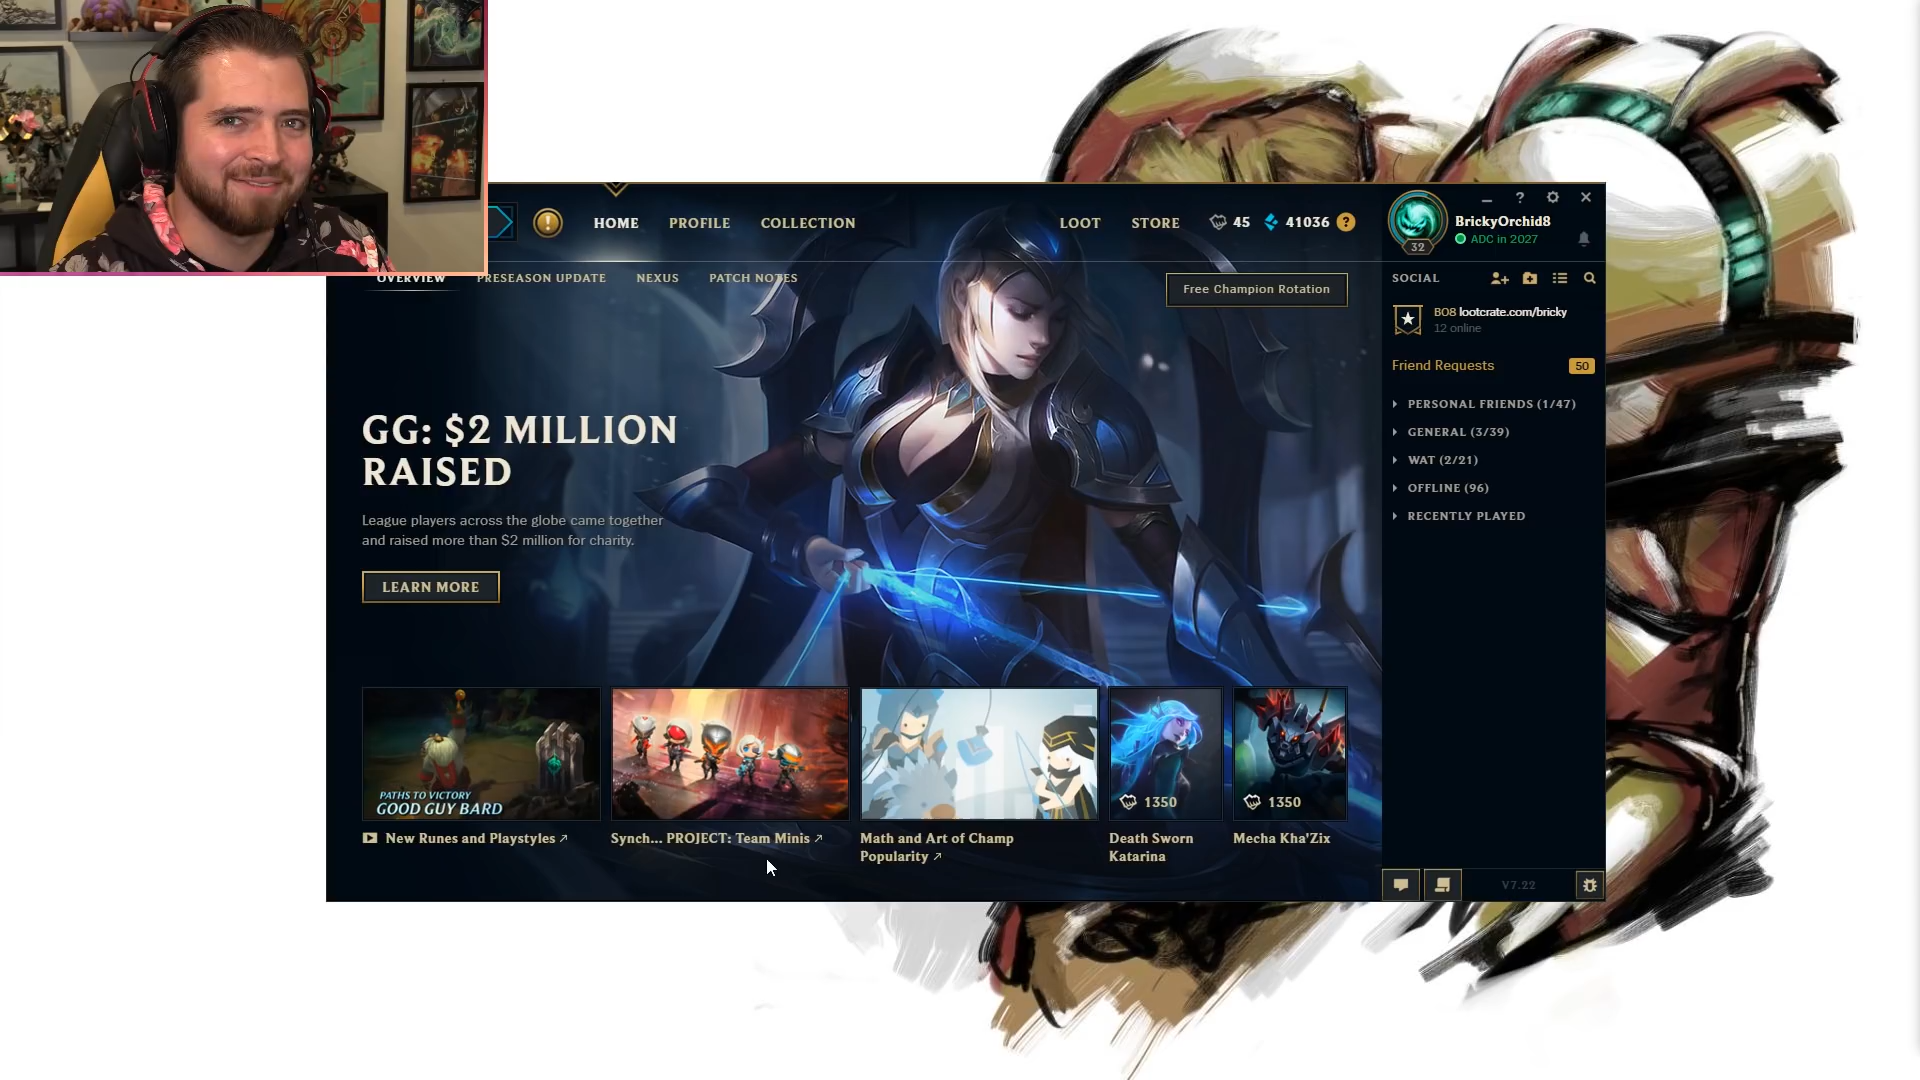 HOME
PROFILE
COLLECTION
LOOT
STORE
45
41036
?
?
BrickyOrchid8
32
ADC in 2027
OVERVIEW
PRESEASON UPDATE
NEXUS
PATCH NOTES
Free Champion Rotation
SOCIAL
BO8 lootcrate.com/bricky
12 online
Friend Requests
50
PERSONAL FRIENDS (1/47)
GENERAL (3/39)
WAT (2/21)
OFFLINE (96)
RECENTLY PLAYED
GG: $2 MILLION
RAISED
League players across the globe came together
and raised more than $2 million for charity.
LEARN MORE
PATHS TO VICTORY
GOOD GUY BARD
1350
1350
New Runes and Playstyles
Synch... PROJECT: Team Minis
Math and Art of Champ
Popularity
Death Sworn
Katarina
Mecha Kha'Zix
V7.22